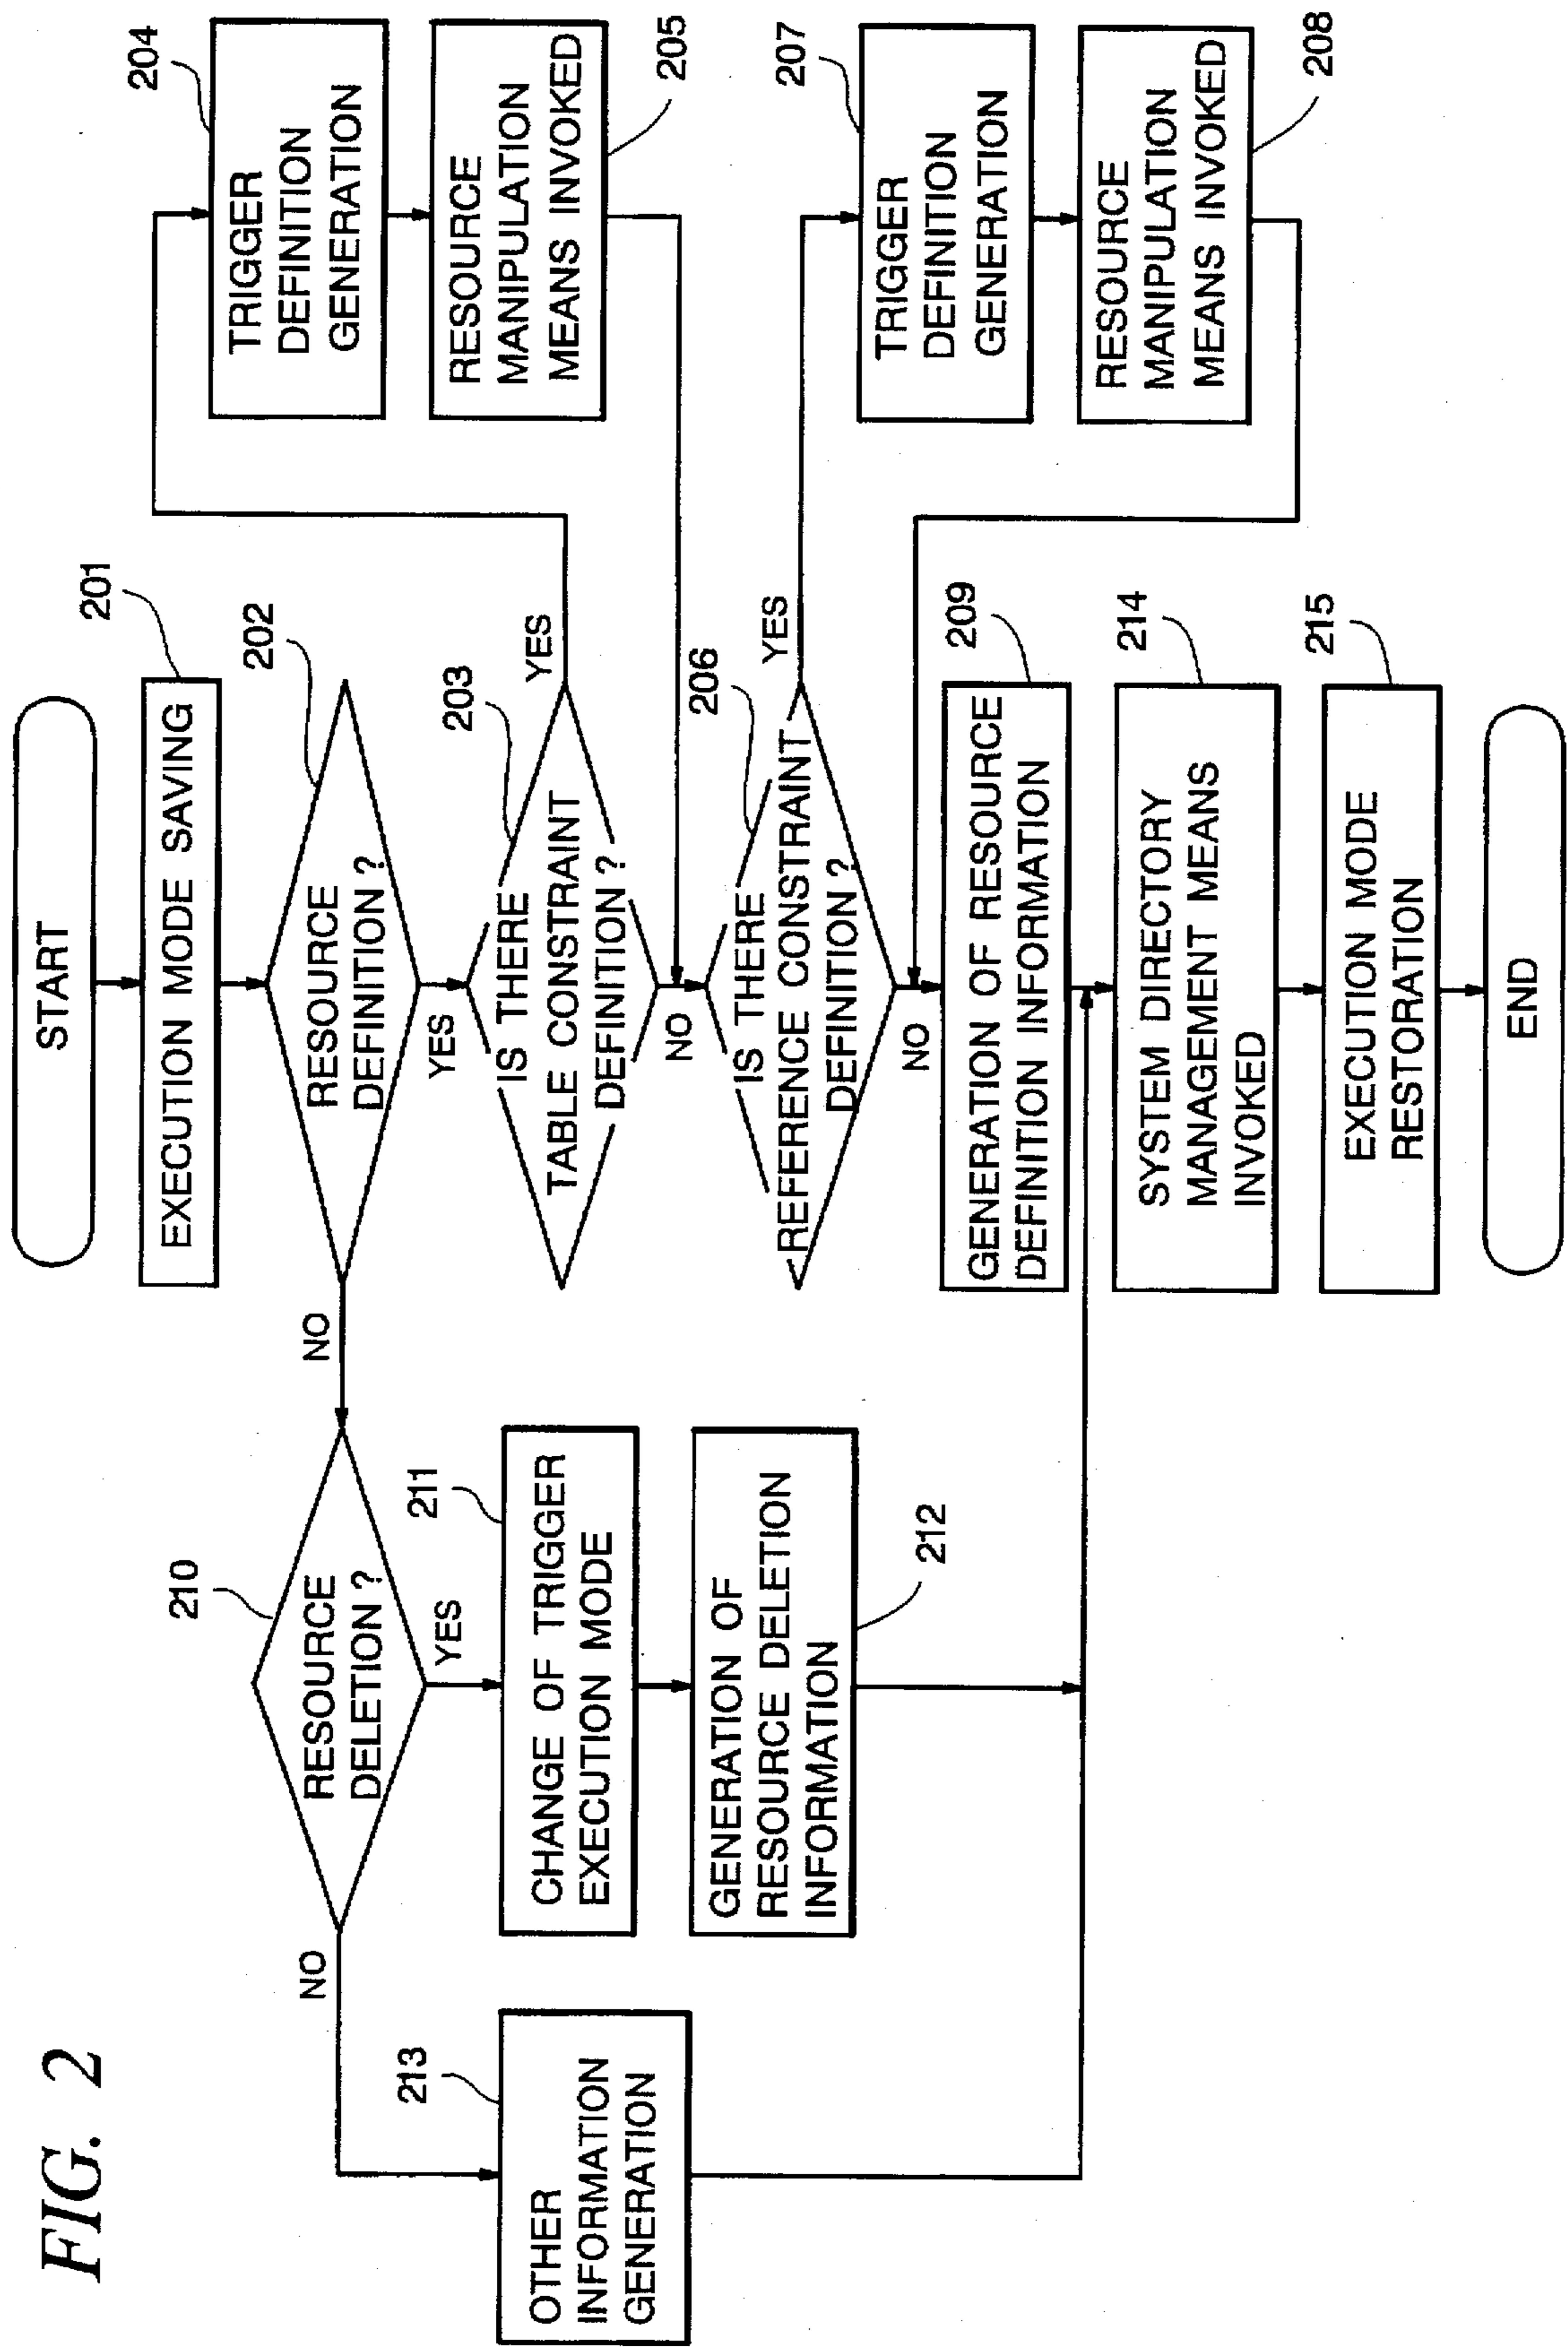 FIG. 2
START
201
EXECUTION MODE SAVING
202
RESOURCE
DEFINITION ?
YES
NO
203
IS THERE
TABLE CONSTRAINT
DEFINITION ?
YES
NO
204
TRIGGER
DEFINITION
GENERATION
205
RESOURCE
MANIPULATION
MEANS INVOKED
206
IS THERE
REFERENCE CONSTRAINT
DEFINITION ?
YES
NO
207
TRIGGER
DEFINITION
GENERATION
208
RESOURCE
MANIPULATION
MEANS INVOKED
209
GENERATION OF RESOURCE
DEFINITION INFORMATION
210
RESOURCE
DELETION ?
YES
NO
211
CHANGE OF TRIGGER
EXECUTION MODE
212
GENERATION OF
RESOURCE DELETION
INFORMATION
213
OTHER
INFORMATION
GENERATION
214
SYSTEM DIRECTORY
MANAGEMENT MEANS
INVOKED
215
EXECUTION MODE
RESTORATION
END